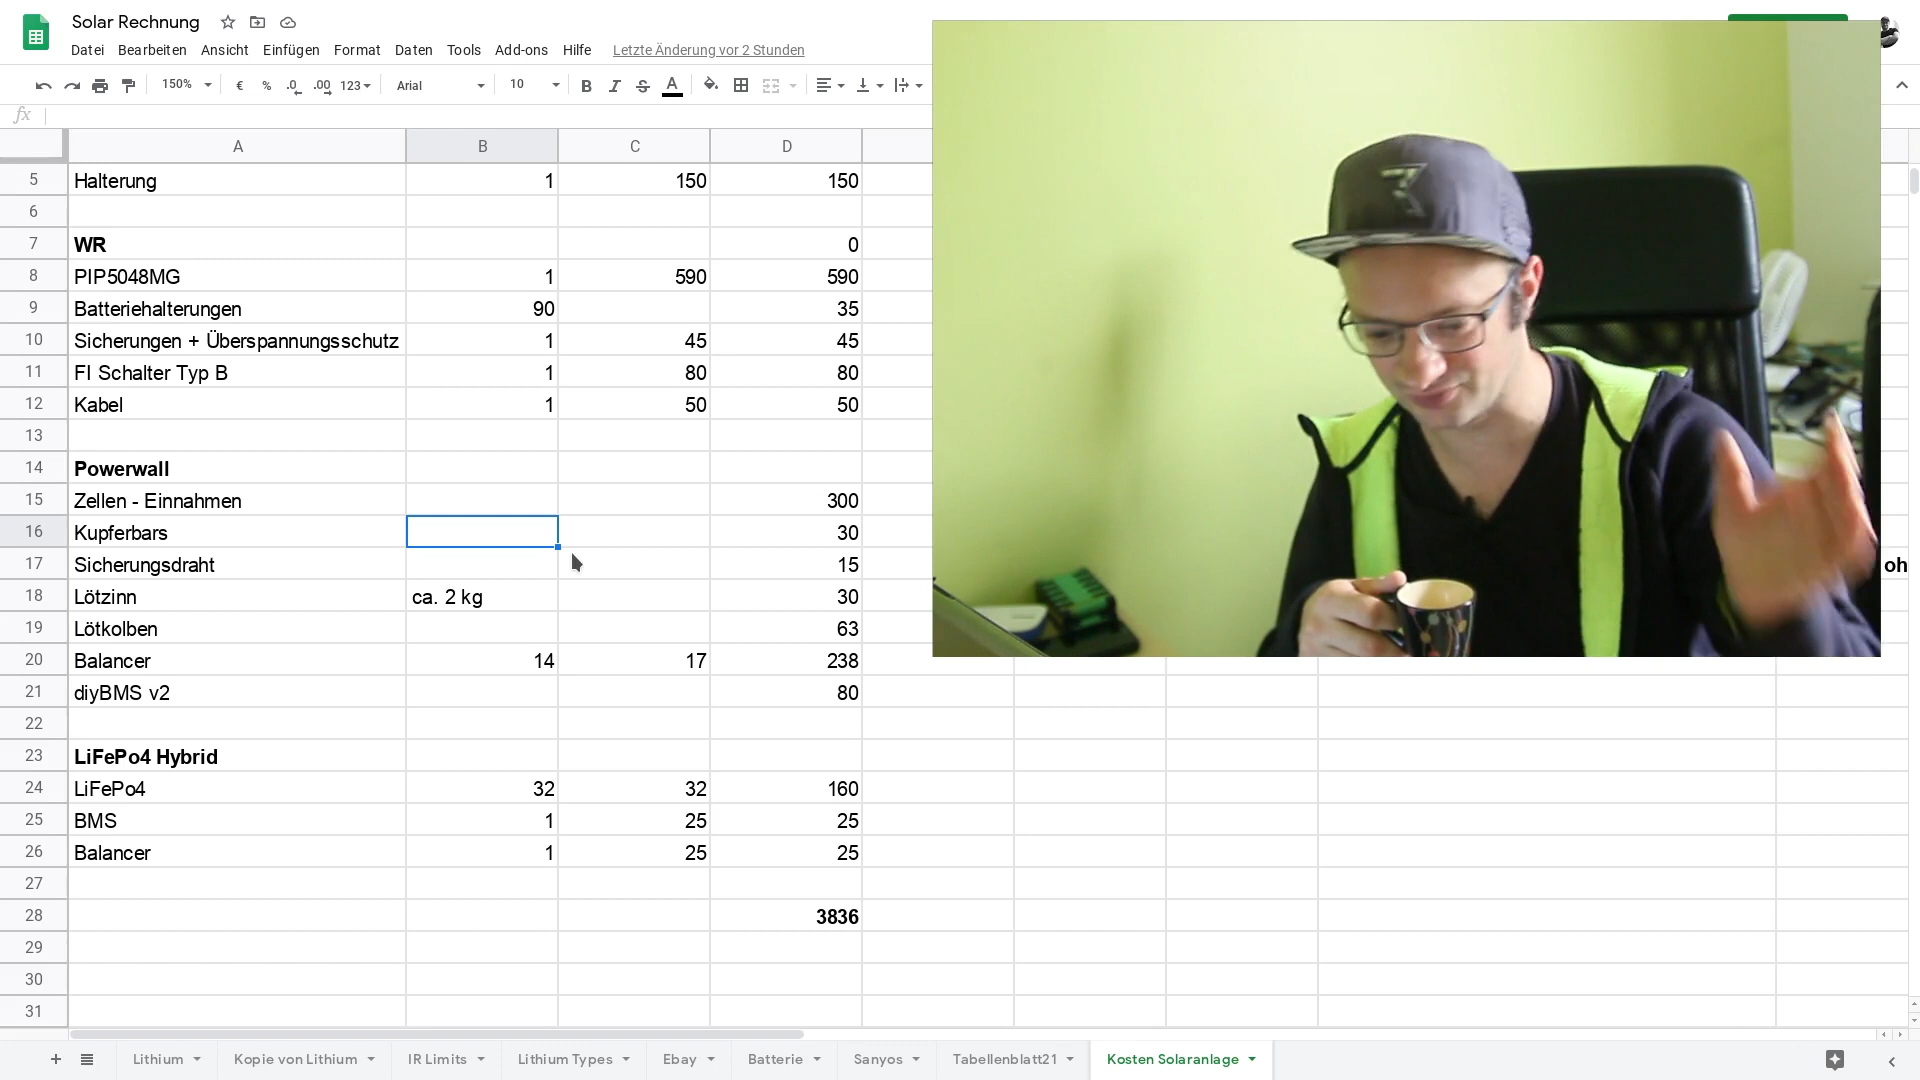 Solar Rechnung
Datei Bearbeiten Ansicht Einfügen Format Daten Tools Add-ons Hilfe Letzte Änderung vor 2 Stunden
150% € % .0 .00 123 Arial 10 B I S A
fx
A B C D
5 Halterung 1 150 150
6
7 WR 0
8 PIP5048MG 1 590 590
9 Batteriehalterungen 90 35
10 Sicherungen + Überspannungsschutz 1 45 45
11 FI Schalter Typ B 1 80 80
12 Kabel 1 50 50
13
14 Powerwall
15 Zellen - Einnahmen 300
16 Kupferbars 30
17 Sicherungsdraht 15 oh
18 Lötzinn ca. 2 kg 30
19 Lötkolben 63
20 Balancer 14 17 238
21 diyBMS v2 80
22
23 LiFePo4 Hybrid
24 LiFePo4 32 32 160
25 BMS 1 25 25
26 Balancer 1 25 25
27
28 3836
29
30
31
+ Lithium Kopie von Lithium IR Limits Lithium Types Ebay Batterie Sanyos Tabellenblatt21 Kosten Solaranlage